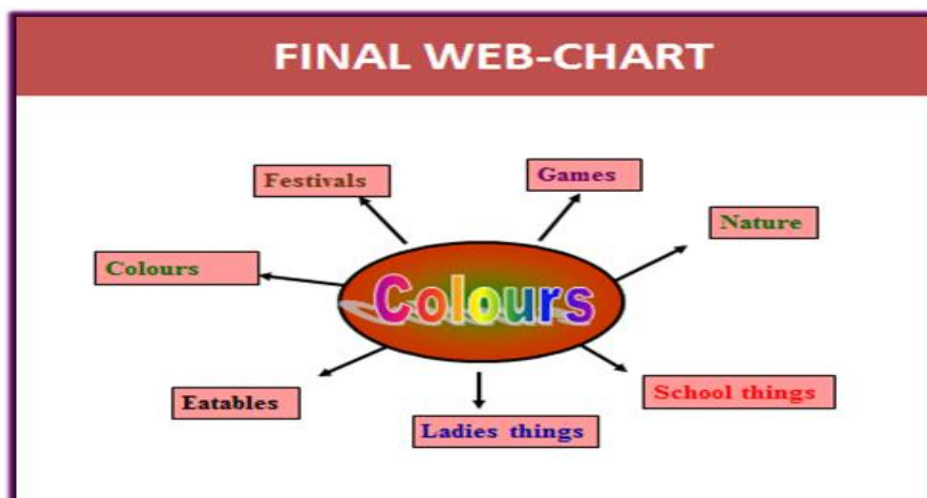 FINAL WEB-CHART
Festivals
Games
Nature
Colours
Colours
Eatables
School things
Ladies things